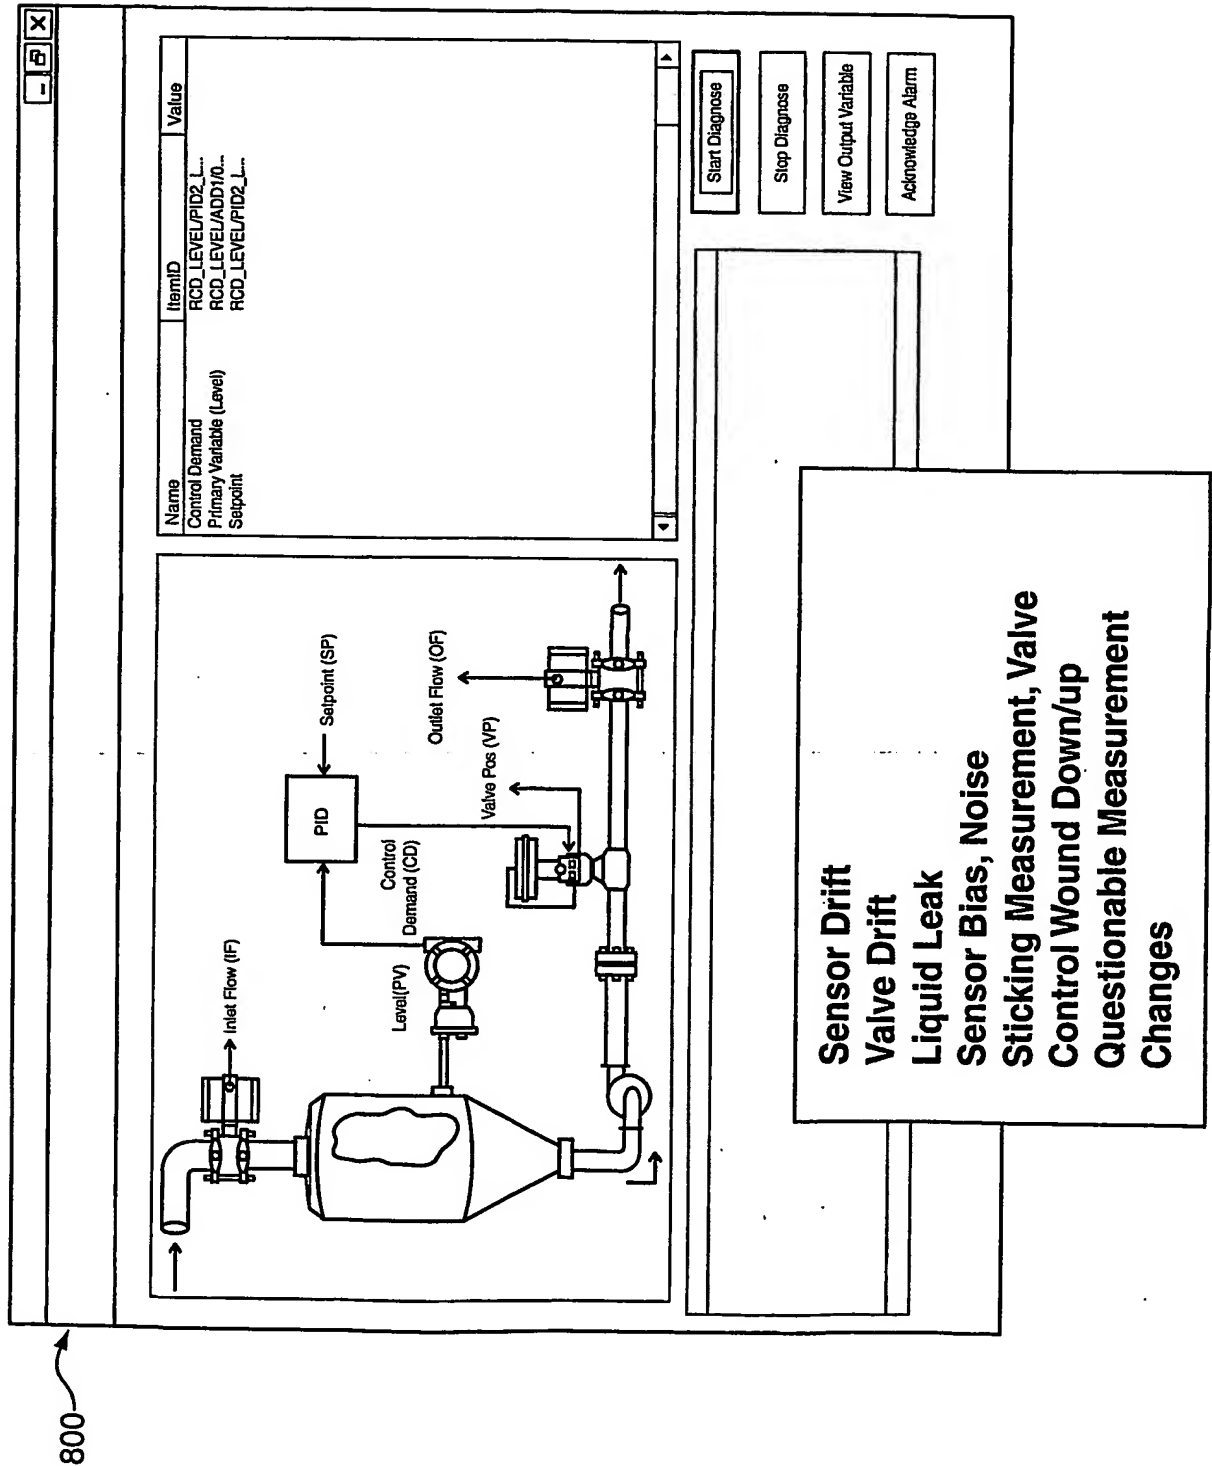 800
Inlet Flow (IF)
Level(PV)
Control
Demand (CD)
PID
Setpoint (SP)
Valve Pos (VP)
Outlet Flow (OF)
Name ItemID Value
Control Demand RCD_LEVEL/PID2_L...
Primary Variable (Level) RCD_LEVEL/ADD1/0...
Setpoint RCD_LEVEL/PID2_L...
Start Diagnose
Stop Diagnose
View Output Variable
Acknowledge Alarm
Sensor Drift
Valve Drift
Liquid Leak
Sensor Bias, Noise
Sticking Measurement, Valve
Control Wound Down/up
Questionable Measurement
Changes